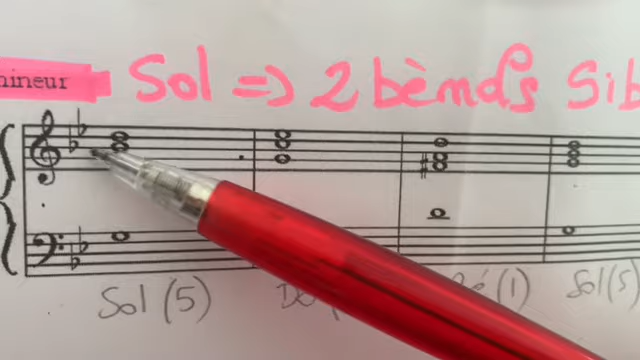 mineur
Sol => 2 bèmols Sib
Sol (5) Ré (1) Sol (5)